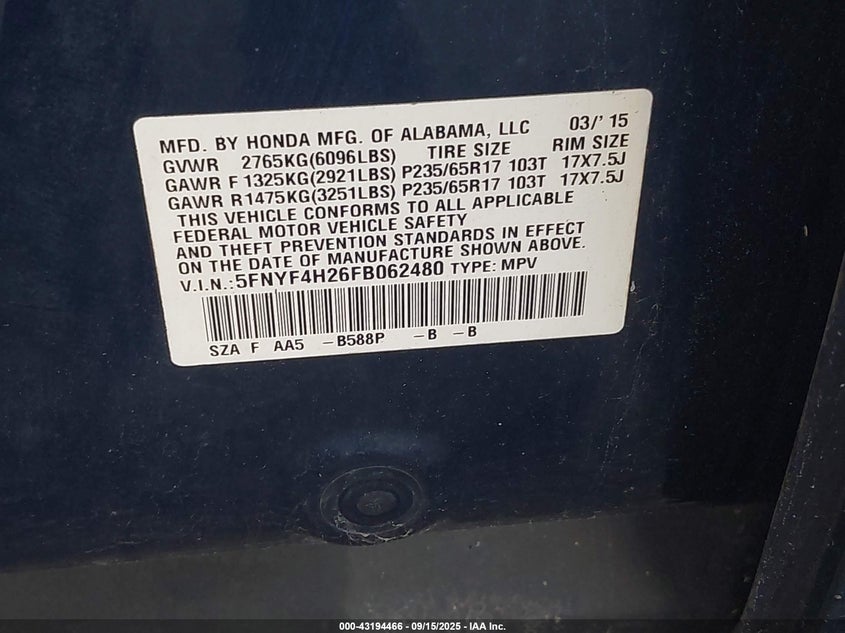 MFD. BY HONDA MFG. OF ALABAMA, LLC 03/' 15
GVWR 2765KG(6096LBS) TIRE SIZE RIM SIZE
GAWR F 1325KG(2921LBS) P235/65R17 103T 17X7.5J
GAWR R 1475KG(3251LBS) P235/65R17 103T 17X7.5J
THIS VEHICLE CONFORMS TO ALL APPLICABLE
FEDERAL MOTOR VEHICLE SAFETY
AND THEFT PREVENTION STANDARDS IN EFFECT
ON THE DATE OF MANUFACTURE SHOWN ABOVE.
V.I.N.:5FNYF4H26FB062480 TYPE: MPV
SZA F AA5 -B588P -B -B
000-43194466 - 09/15/2025 - IAA Inc.